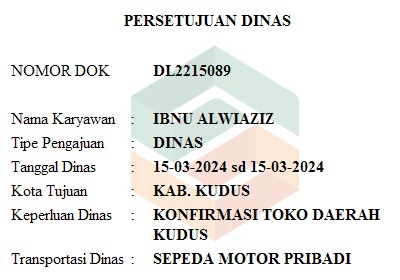 PERSETUJUAN DINAS
NOMOR DOK DL2215089
Nama Karyawan : IBNU ALWIAZIZ
Tipe Pengajuan : DINAS
Tanggal Dinas : 15-03-2024 sd 15-03-2024
Kota Tujuan : KAB. KUDUS
Keperluan Dinas : KONFIRMASI TOKO DAERAH
KUDUS
Transportasi Dinas : SEPEDA MOTOR PRIBADI